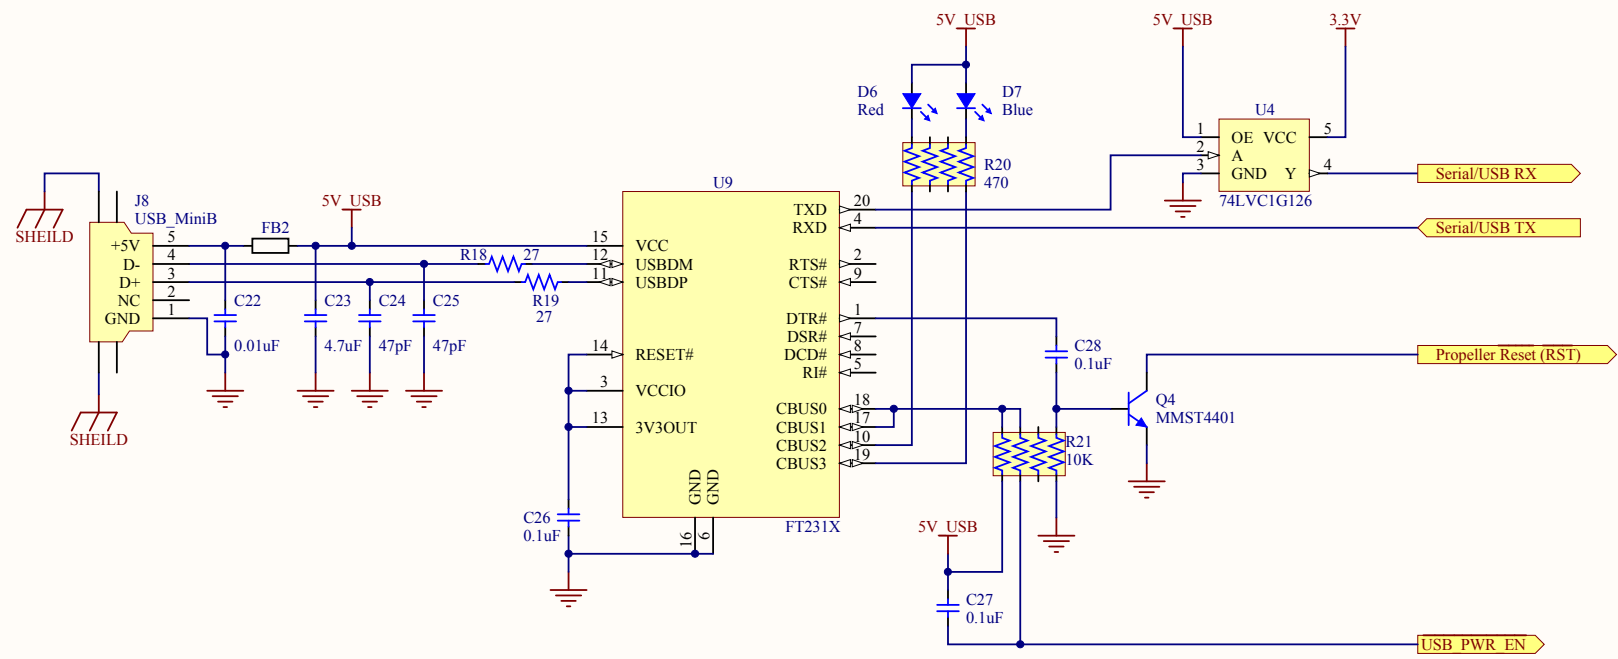 5V_USB
5V_USB
3.3V
D6
Red
D7
Blue
U4
1
2
3
OE VCC
A
GND Y
5
4
74LVC1G126
R20
470
Serial/USB RX
Serial/USB TX
SHEILD
J8
USB_MiniB
+5V
D-
D+
NC
GND
5
4
3
2
1
SHEILD
FB2
5V_USB
R18
27
R19
27
C22
0.01uF
C23
4.7uF
C24
47pF
C25
47pF
U9
15
12
11
14
3
13
VCC
USBDM
USBDP
RESET#
VCCIO
3V3OUT
GND
GND
16
6
TXD
RXD
RTS#
CTS#
DTR#
DSR#
DCD#
RI#
CBUS0
CBUS1
CBUS2
CBUS3
20
4
2
9
1
7
8
5
18
17
10
19
FT231X
C26
0.1uF
C28
0.1uF
Propeller Reset (RST)
Q4
MMST4401
R21
10K
5V_USB
C27
0.1uF
USB_PWR_EN